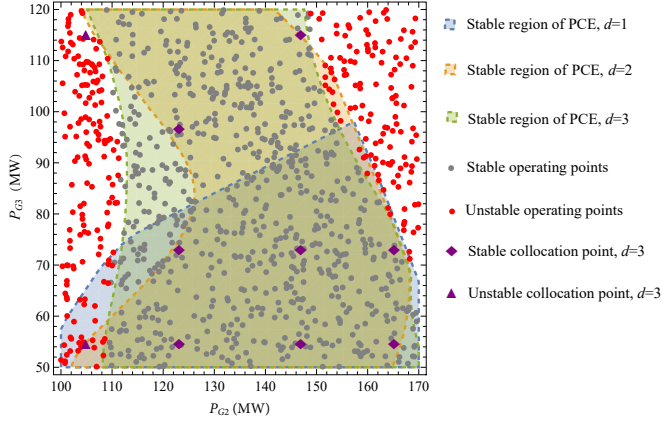 120
110
100
90
80
70
60
50
P_G3 (MW)
100
110
120
130
140
150
160
170
P_G2 (MW)
Stable region of PCE, d=1
Stable region of PCE, d=2
Stable region of PCE, d=3
Stable operating points
Unstable operating points
Stable collocation point, d=3
Unstable collocation point, d=3